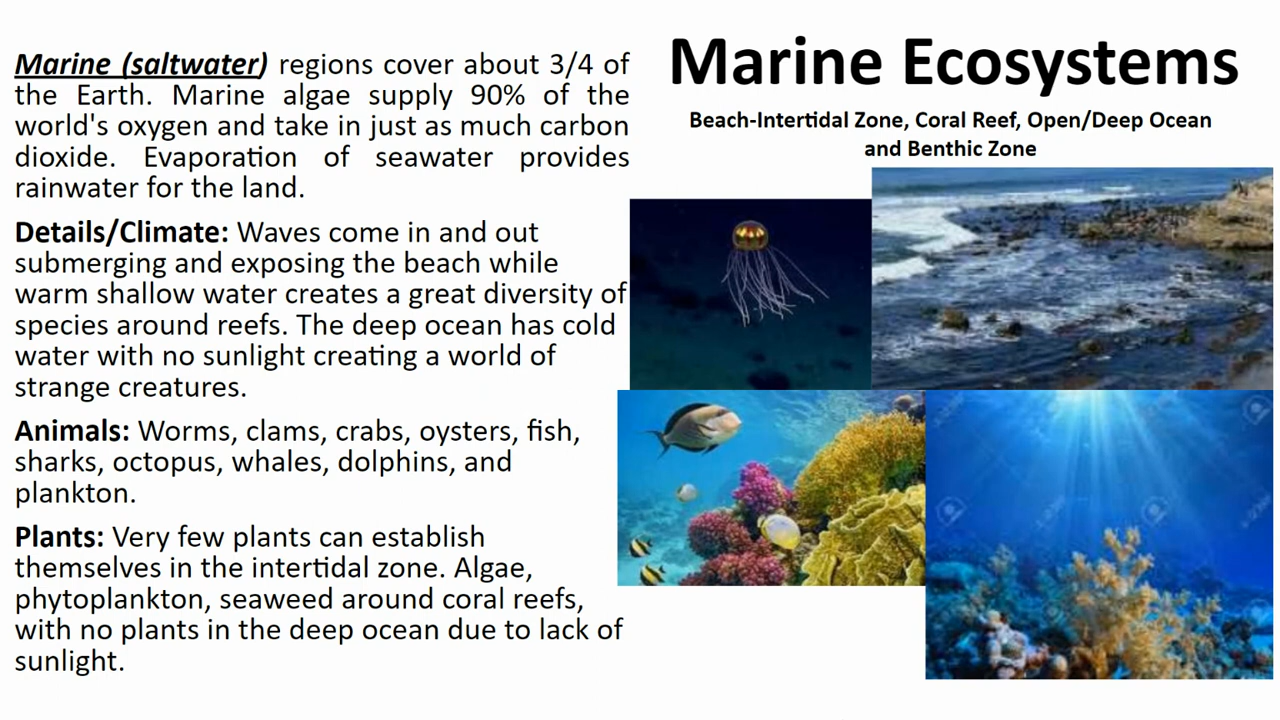 Marine Ecosystems
Beach-Intertidal Zone, Coral Reef, Open/Deep Ocean
and Benthic Zone
Marine (saltwater) regions cover about 3/4 of
the Earth. Marine algae supply 90% of the
world's oxygen and take in just as much carbon
dioxide. Evaporation of seawater provides
rainwater for the land.
Details/Climate: Waves come in and out
submerging and exposing the beach while
warm shallow water creates a great diversity of
species around reefs. The deep ocean has cold
water with no sunlight creating a world of
strange creatures.
Animals: Worms, clams, crabs, oysters, fish,
sharks, octopus, whales, dolphins, and
plankton.
Plants: Very few plants can establish
themselves in the intertidal zone. Algae,
phytoplankton, seaweed around coral reefs,
with no plants in the deep ocean due to lack of
sunlight.